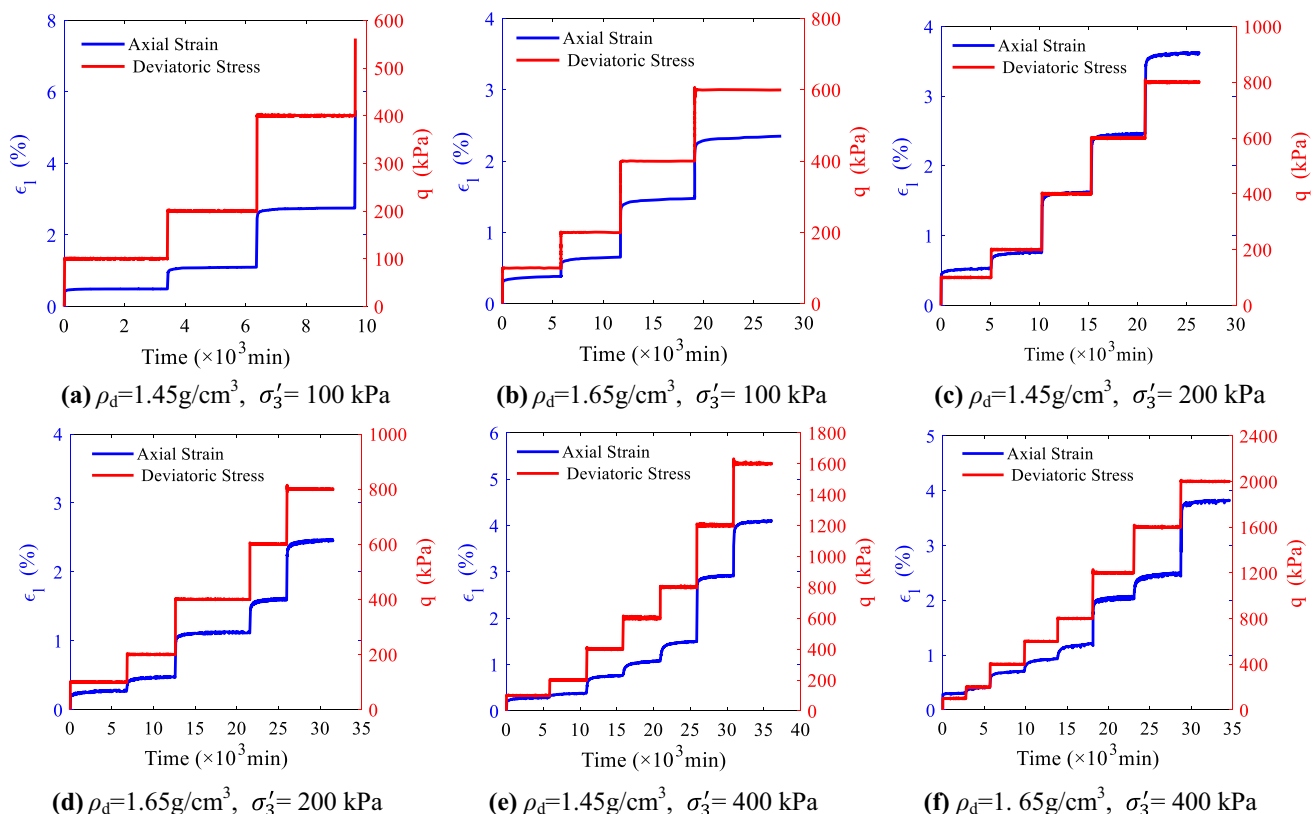 8
6
4
2
0
600
500
400
300
200
100
0
Axial Strain
Deviatoric Stress
ϵ1 (%)
q (kPa)
0 2 4 6 8 10
Time (×10³min)
(a) ρd=1.45g/cm³, σ′3= 100 kPa
4
3
2
1
0
800
600
400
200
0
Axial Strain
Deviatoric Stress
ϵ1 (%)
q (kPa)
0 5 10 15 20 25 30
Time (×10³min)
(b) ρd=1.65g/cm³, σ′3= 100 kPa
4
3
2
1
0
1000
800
600
400
200
0
Axial Strain
Deviatoric Stress
ϵ1 (%)
q (kPa)
0 5 10 15 20 25 30
Time (×10³min)
(c) ρd=1.45g/cm³, σ′3= 200 kPa
4
3
2
1
0
1000
800
600
400
200
0
Axial Strain
Deviatoric Stress
ϵ1 (%)
q (kPa)
0 5 10 15 20 25 30 35
Time (×10³min)
(d) ρd=1.65g/cm³, σ′3= 200 kPa
6
5
4
3
2
1
0
1800
1600
1400
1200
1000
800
600
400
200
0
Axial Strain
Deviatoric Stress
ϵ1 (%)
q (kPa)
0 5 10 15 20 25 30 35 40
Time (×10³min)
(e) ρd=1.45g/cm³, σ′3= 400 kPa
5
4
3
2
1
0
2400
2000
1600
1200
800
400
0
Axial Strain
Deviatoric Stress
ϵ1 (%)
q (kPa)
0 5 10 15 20 25 30 35
Time (×10³min)
(f) ρd=1. 65g/cm³, σ′3= 400 kPa